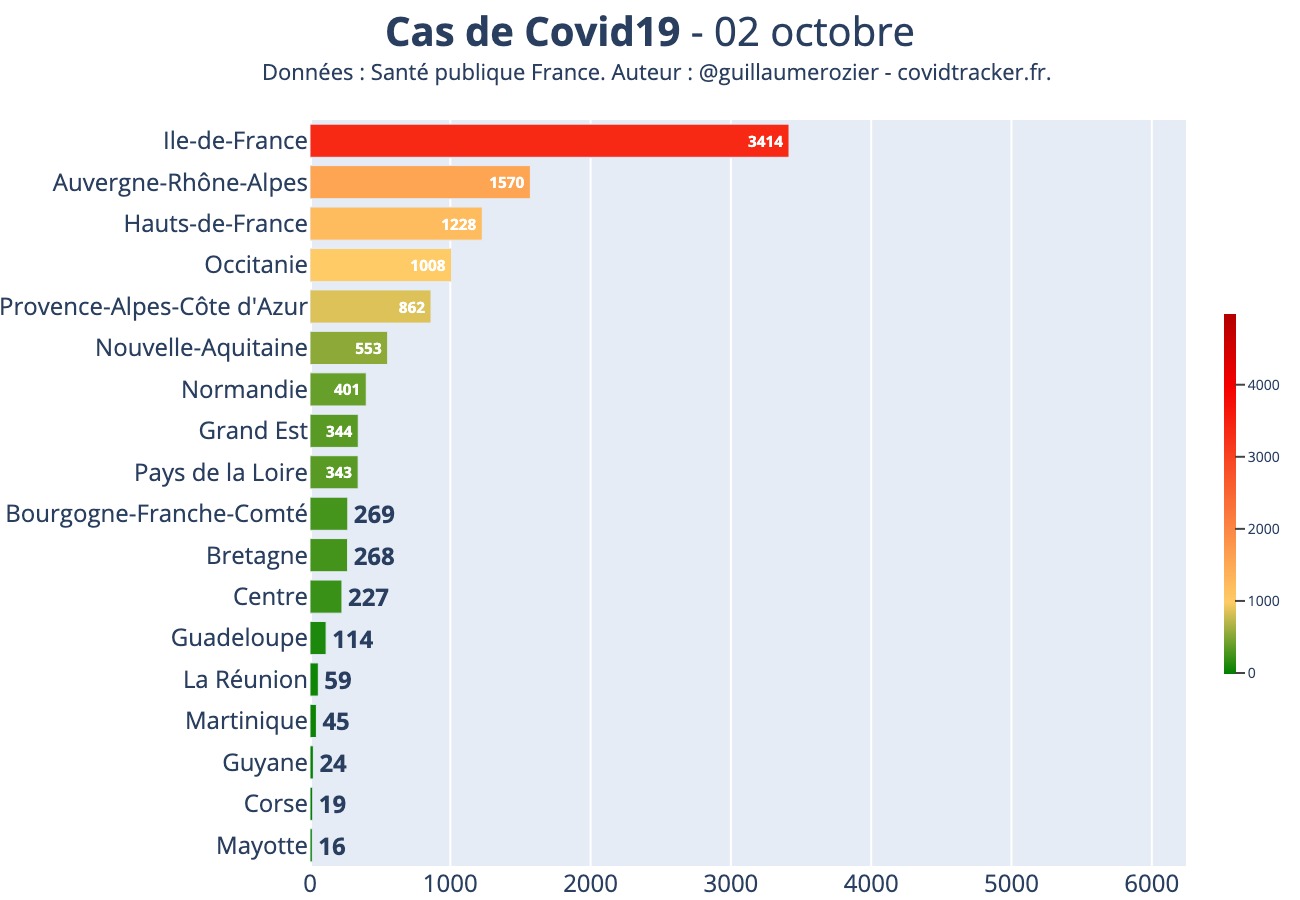 Cas de Covid19 - 02 octobre
Données : Santé publique France. Auteur : @guillaumerozier - covidtracker.fr.
Ile-de-France 3414
Auvergne-Rhône-Alpes 1570
Hauts-de-France 1228
Occitanie 1008
Provence-Alpes-Côte d'Azur 862
Nouvelle-Aquitaine 553
Normandie 401
Grand Est 344
Pays de la Loire 343
Bourgogne-Franche-Comté 269
Bretagne 268
Centre 227
Guadeloupe 114
La Réunion 59
Martinique 45
Guyane 24
Corse 19
Mayotte 16
0 1000 2000 3000 4000 5000 6000
4000
3000
2000
1000
0